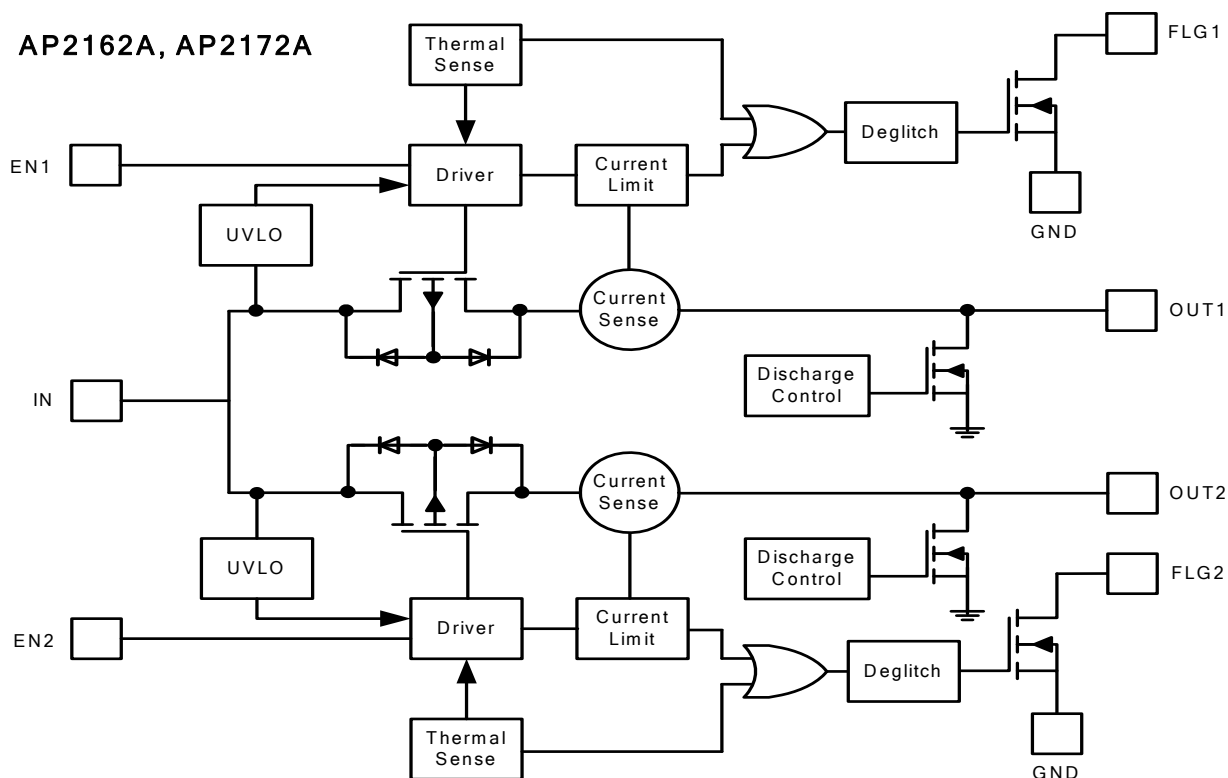 AP2162A, AP2172A
Thermal
Sense
FLG1
Deglitch
EN1
Driver
Current
Limit
UVLO
GND
Current
Sense
OUT1
Discharge
Control
IN
Current
Sense
OUT2
UVLO
Discharge
Control
FLG2
EN2
Driver
Current
Limit
Deglitch
Thermal
Sense
GND